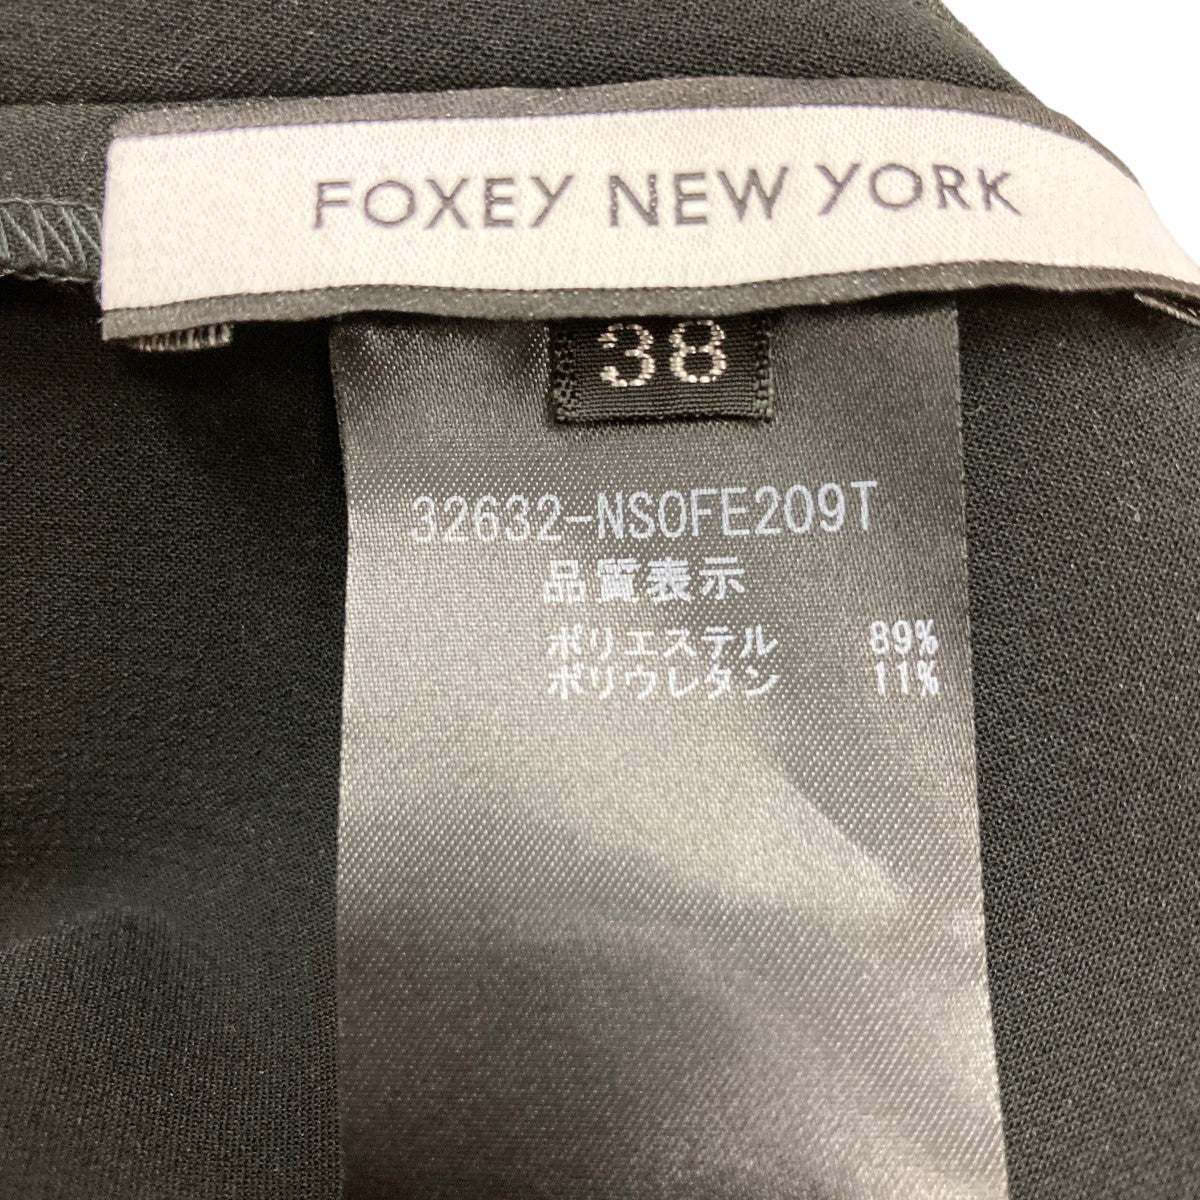 FOXEY NEW YORK
38
32632-NSOFE209T
品質表示
ポリエステル 89%
ポリウレタン 11%